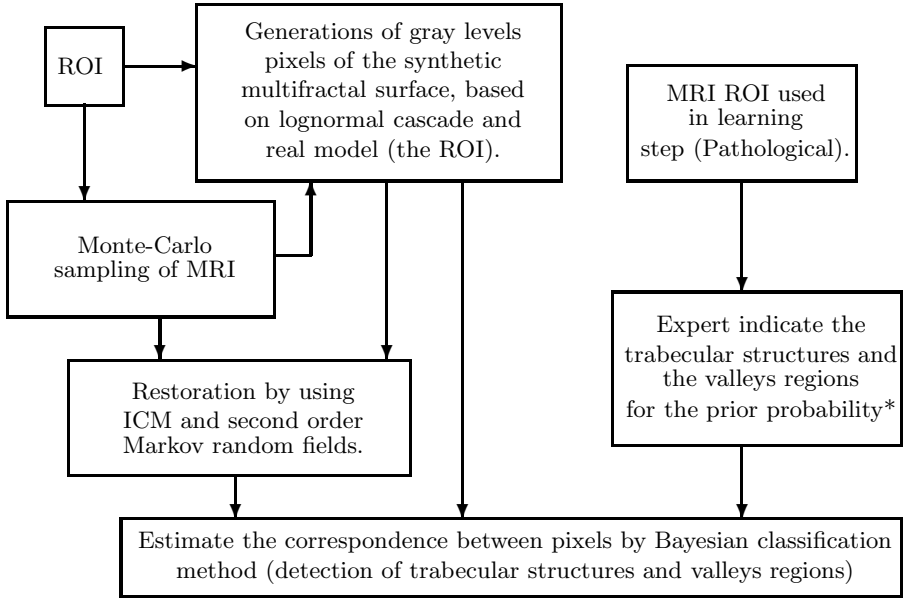 ROI
Generations of gray levels
pixels of the synthetic
multifractal surface, based
on lognormal cascade and
real model (the ROI).
MRI ROI used
in learning
step (Pathological).
Monte-Carlo
sampling of MRI
Expert indicate the
trabecular structures and
the valleys regions
for the prior probability*
Restoration by using
ICM and second order
Markov random fields.
Estimate the correspondence between pixels by Bayesian classification
method (detection of trabecular structures and valleys regions)